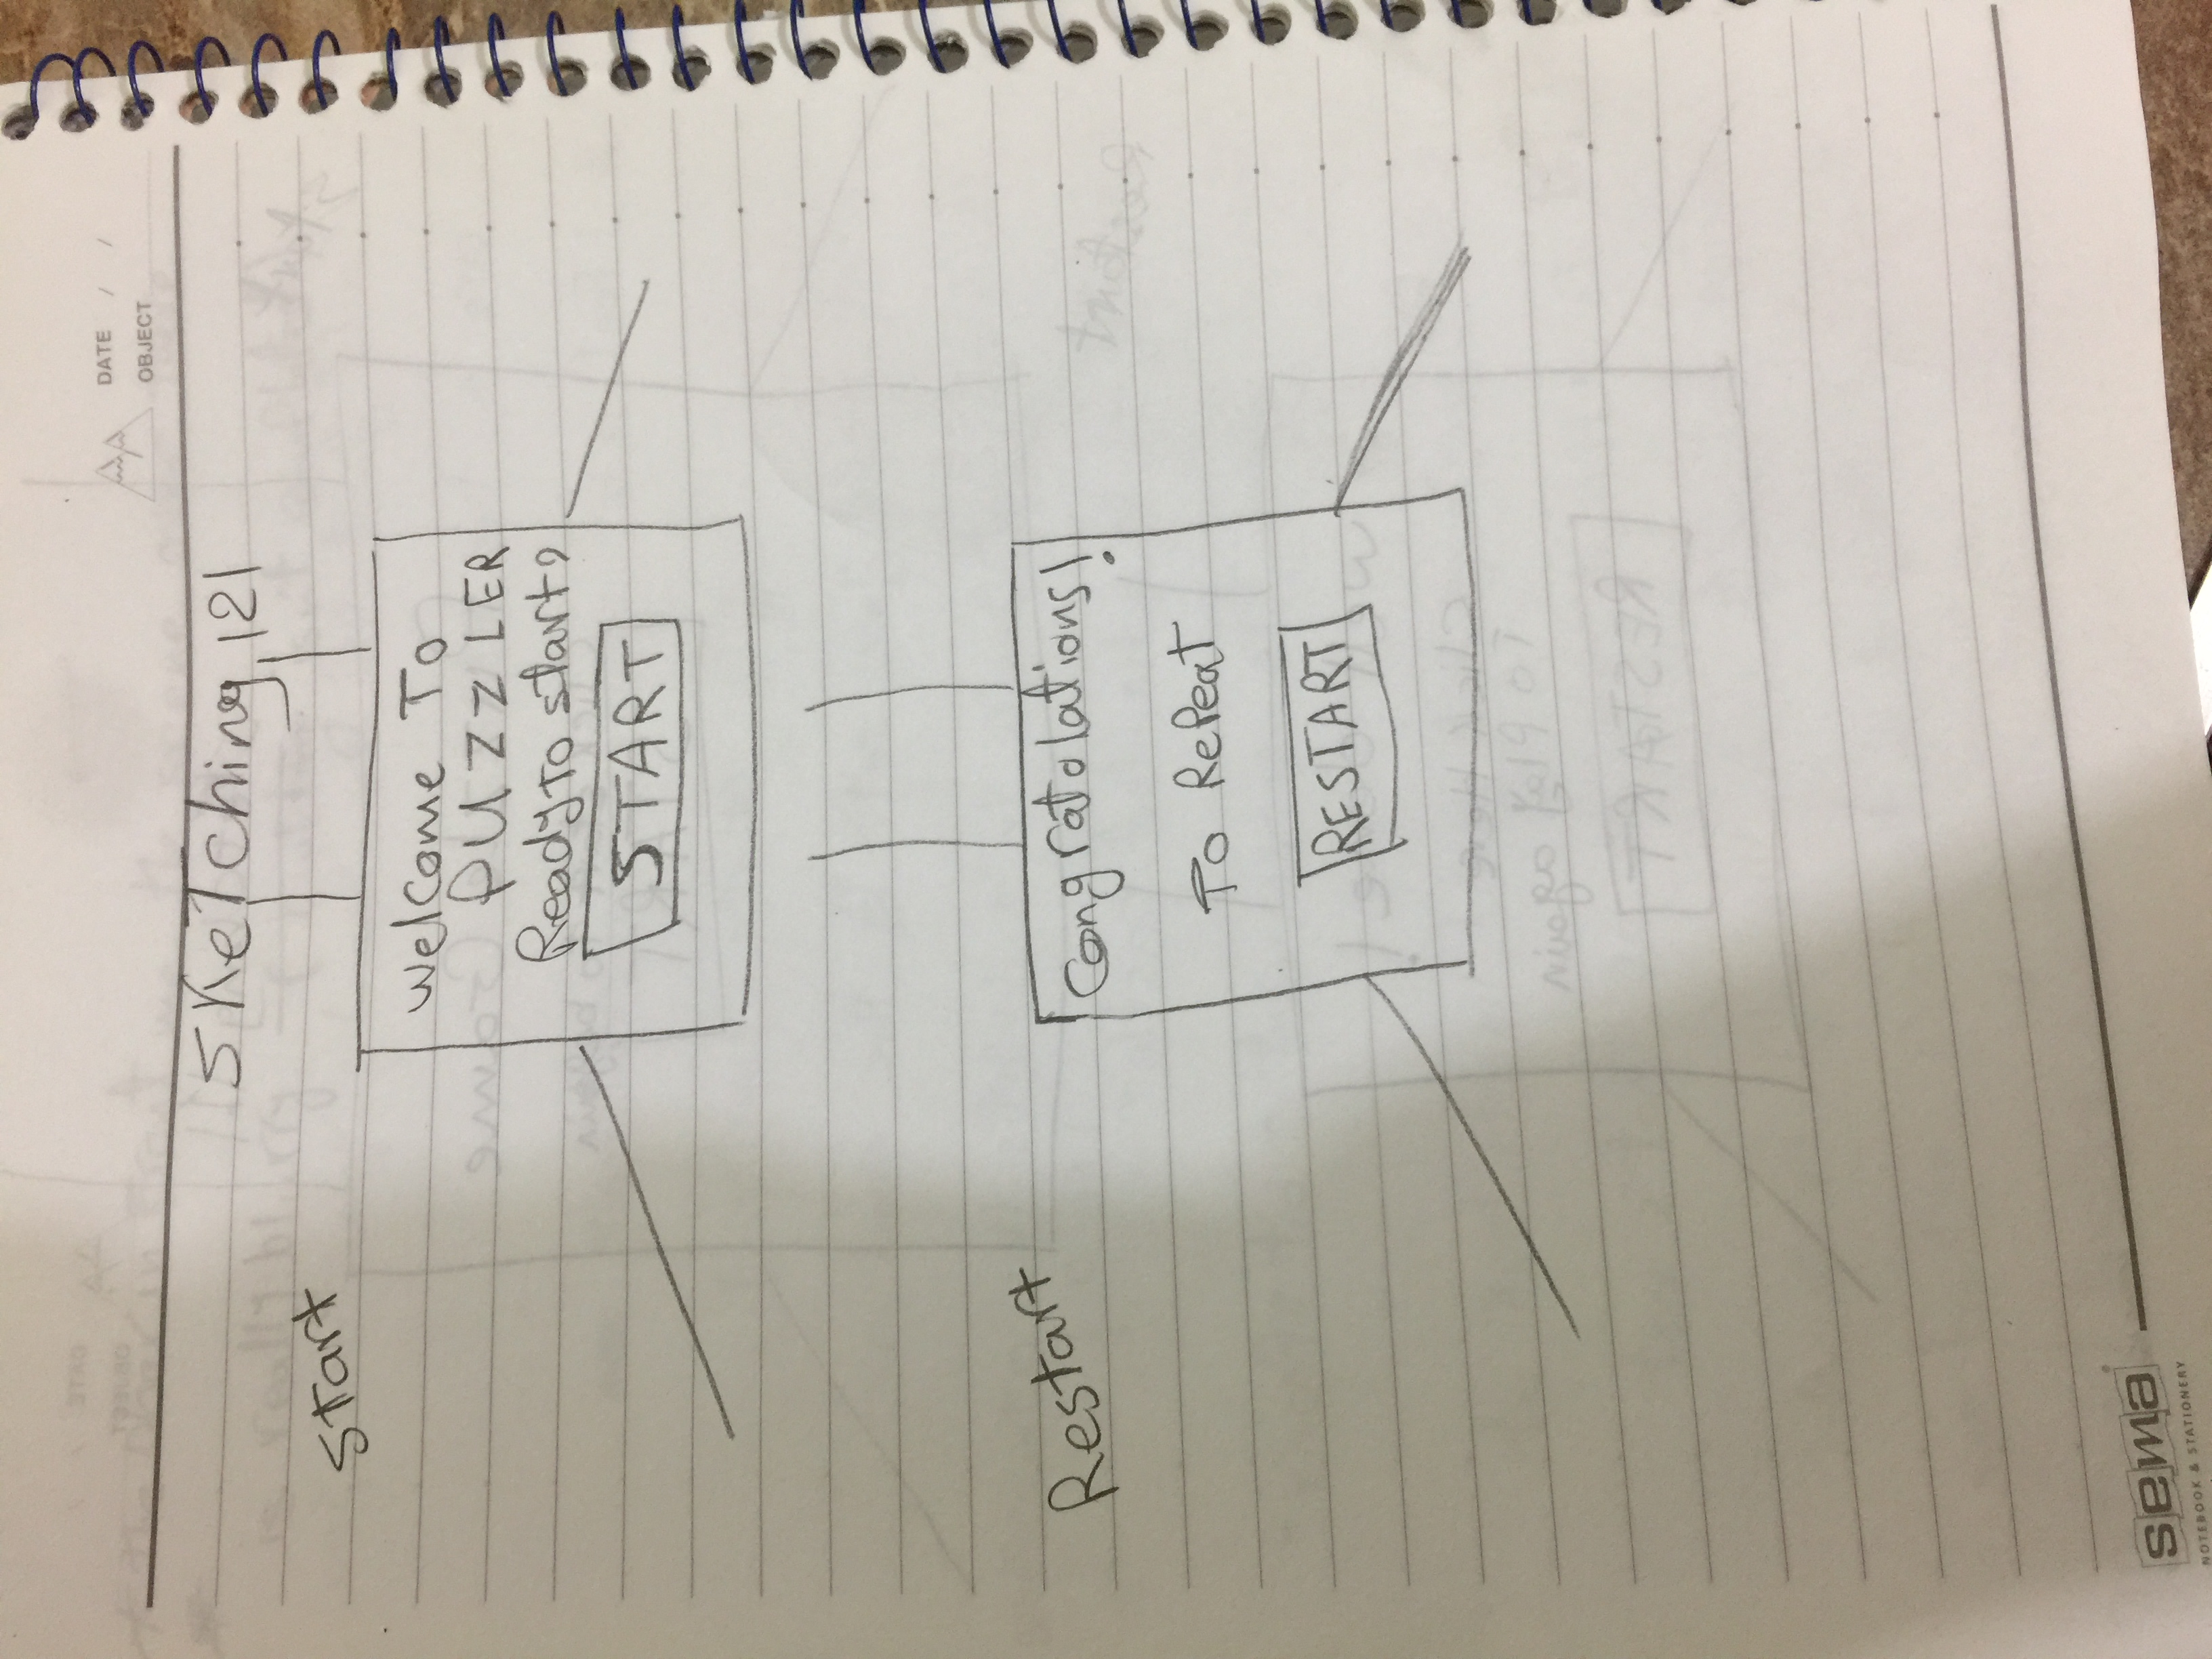 DATE / /
OBJECT
Sketching 121
Start
Welcome To
PUZZLER
Ready To start?
START
Restart
Congratolations!
To Repeat
RESTART
sema
NOTEBOOK & STATIONERY